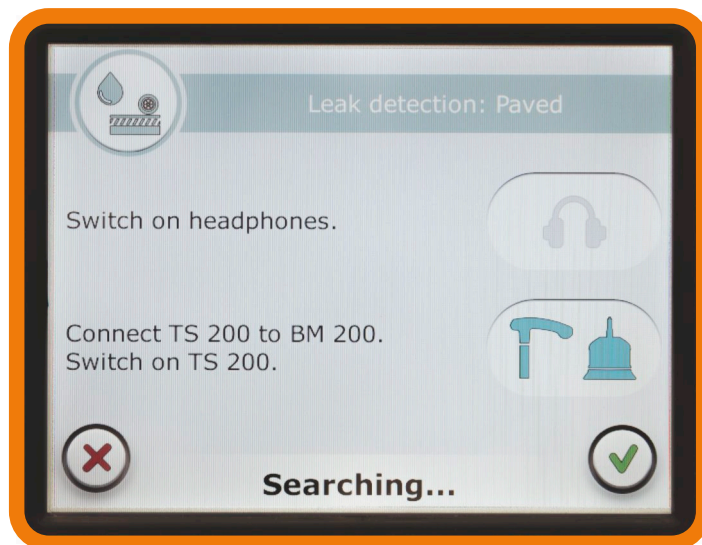 Leak detection: Paved
Switch on headphones.
Connect TS 200 to BM 200.
Switch on TS 200.
Searching...